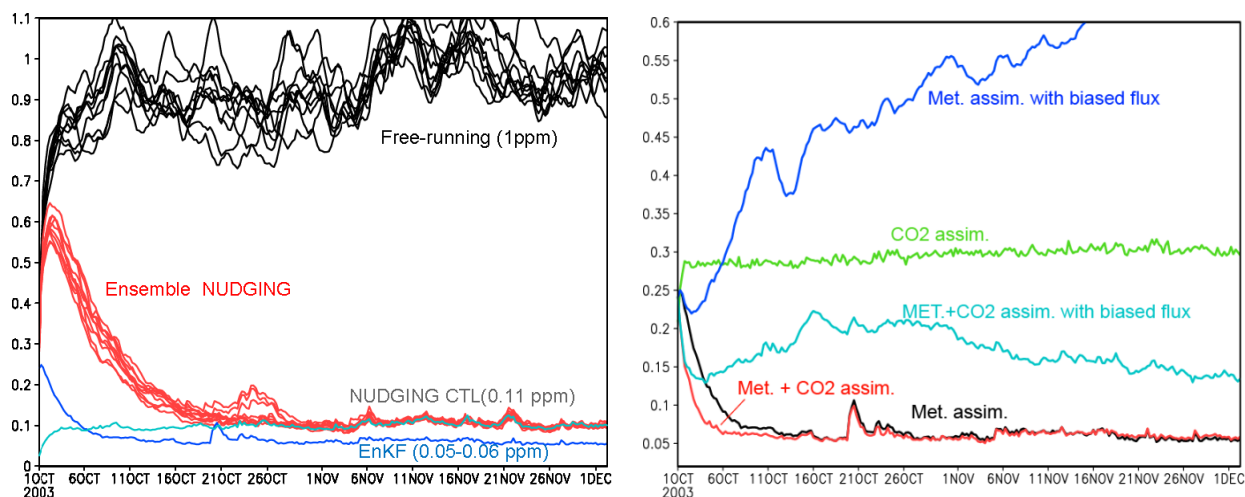 1.1
1
0.9
0.8
0.7
0.6
0.5
0.4
0.3
0.2
0.1
0
Free-running (1ppm)
Ensemble NUDGING
NUDGING CTL(0.11 ppm)
EnKF (0.05-0.06 ppm)
1OCT 6OCT 11OCT 16OCT 21OCT 26OCT 1NOV 6NOV 11NOV 16NOV 21NOV 26NOV 1DEC
2003
0.6
0.55
0.5
0.45
0.4
0.35
0.3
0.25
0.2
0.15
0.1
0.05
Met. assim. with biased flux
CO2 assim.
MET.+CO2 assim. with biased flux
Met. + CO2 assim.
Met. assim.
1OCT 6OCT 11OCT 16OCT 21OCT 26OCT 1NOV 6NOV 11NOV 16NOV 21NOV 26NOV 1DEC
2003